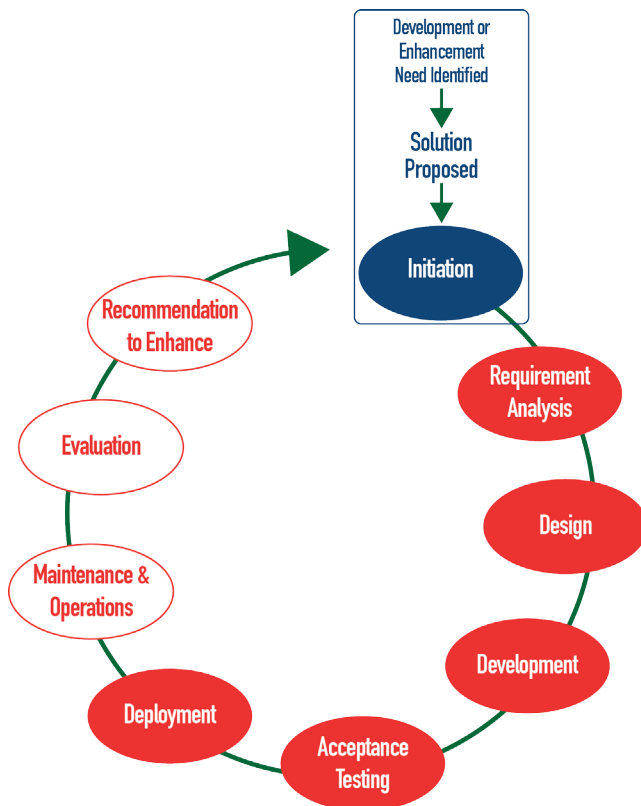 Development or
Enhancement
Need Identified
Solution
Proposed
Initiation
Requirement
Analysis
Design
Development
Acceptance
Testing
Deployment
Maintenance &
Operations
Evaluation
Recommendation
to Enhance